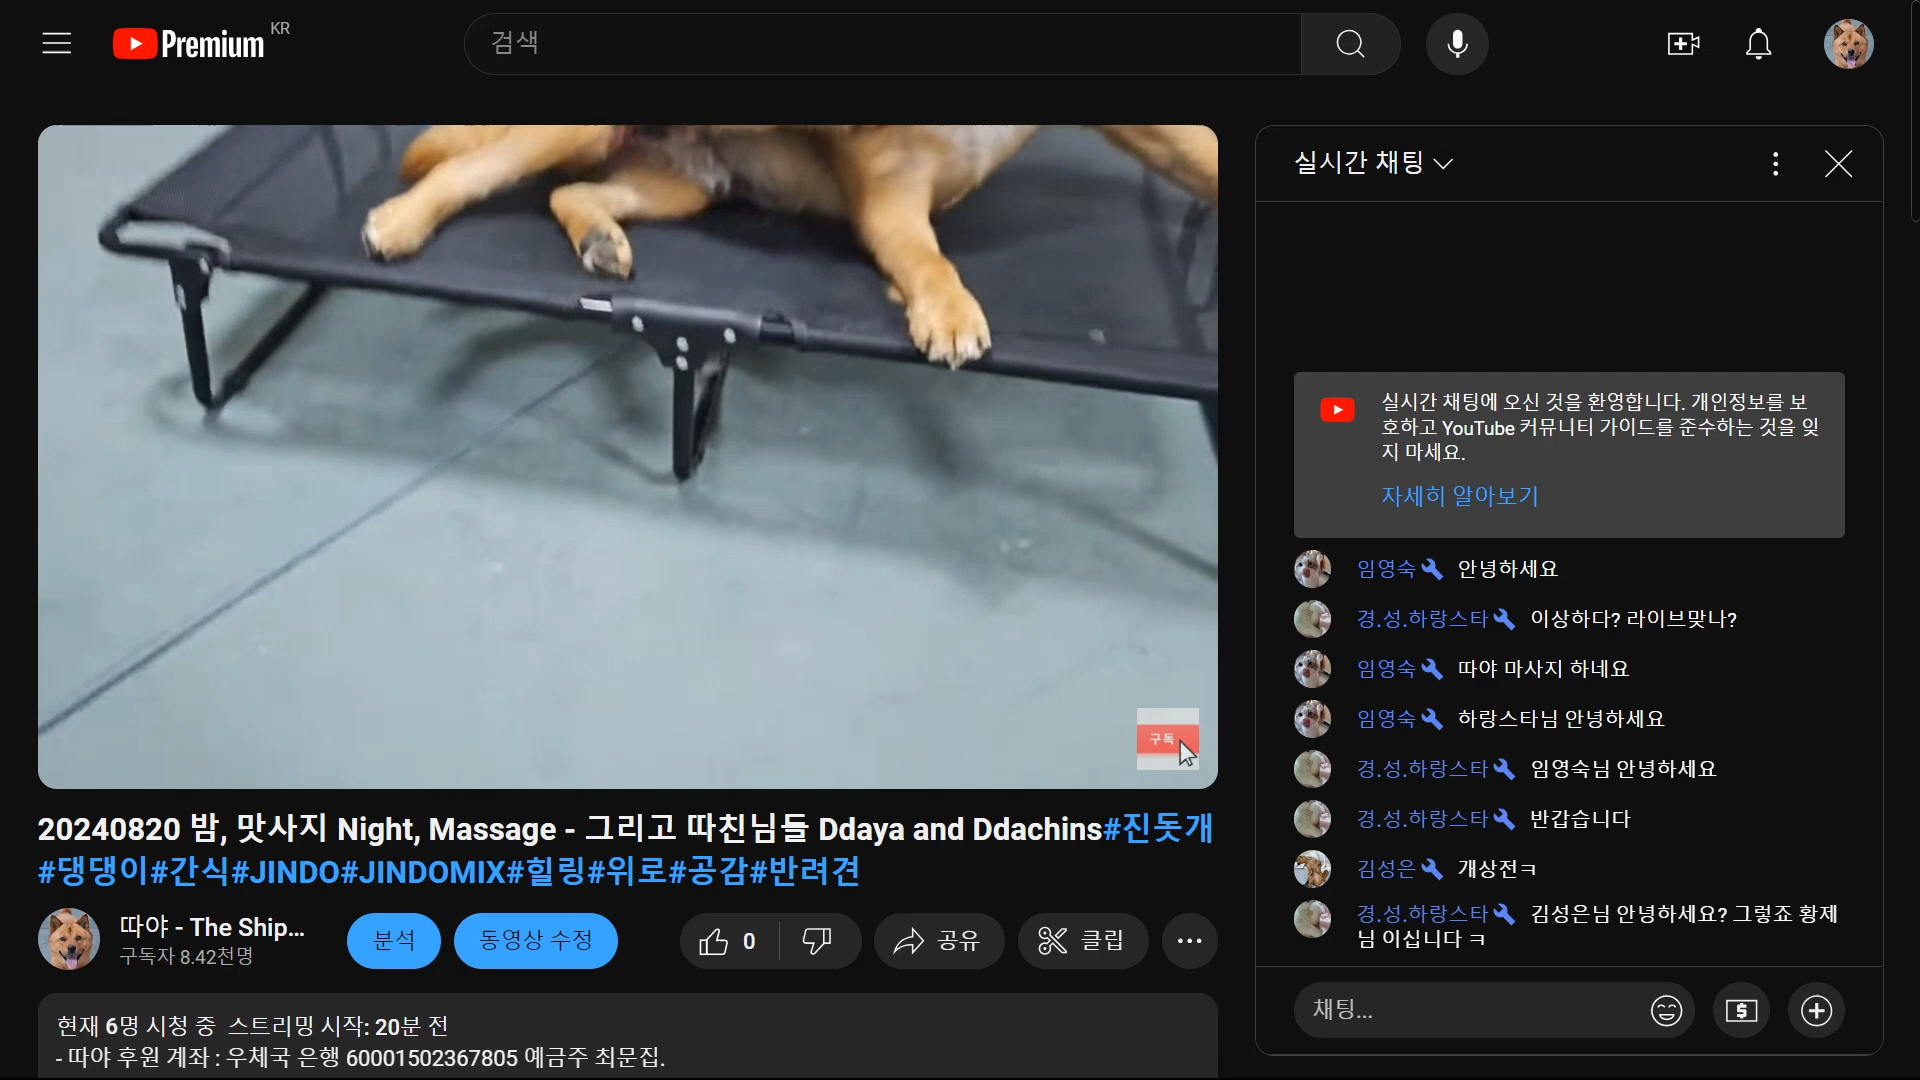 Premium KR
검색
실시간 채팅
실시간 채팅에 오신 것을 환영합니다. 개인정보를 보
호하고 YouTube 커뮤니티 가이드를 준수하는 것을 잊
지 마세요.
자세히 알아보기
임영숙 안녕하세요
경.성.하랑스타 이상하다? 라이브맞나?
임영숙 따야 마사지 하네요
임영숙 하랑스타님 안녕하세요
경.성.하랑스타 임영숙님 안녕하세요
경.성.하랑스타 반갑습니다
김성은 개상전ㅋ
경.성.하랑스타 김성은님 안녕하세요? 그렇죠 황제
님 이십니다 ㅋ
채팅...
구독
20240820 밤, 맛사지 Night, Massage - 그리고 따친님들 Ddaya and Ddachins#진돗개
#댕댕이#간식#JINDO#JINDOMIX#힐링#위로#공감#반려견
따야 - The Ship...
구독자 8.42천명
분석
동영상 수정
0
공유
클립
현재 6명 시청 중 스트리밍 시작: 20분 전
- 따야 후원 계좌 : 우체국 은행 60001502367805 예금주 최문집.